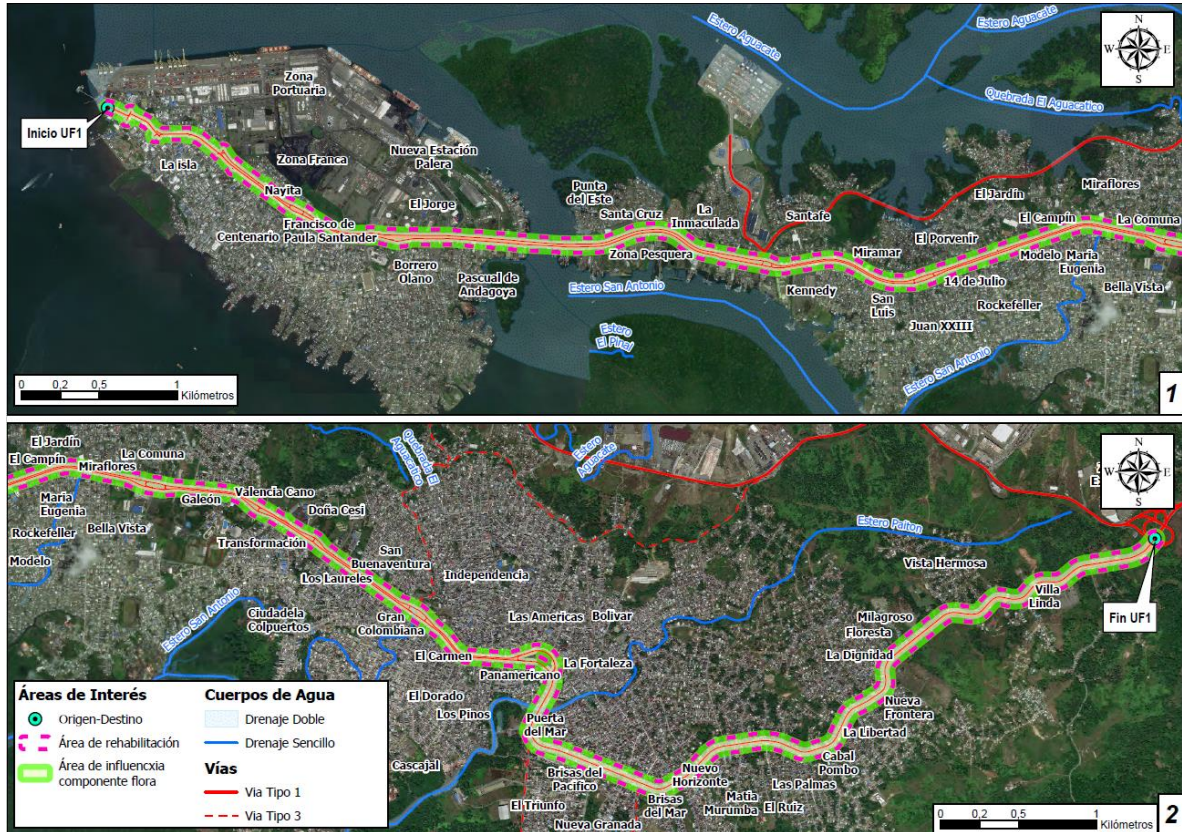 Estero Aguacate
Estero Aguacate
N
W E
S
Quebrada El Aguacatico
Zona
Portuaria
Inicio UF1
La isla
Zona Franca
Nueva Estación
Palera
Nayita
El Jorge
Centenario
Francisco de
Paula Santander
Borrero
Olano
Pascual de
Andagoya
Punta
del Este
Santa Cruz
La
Inmaculada
Zona Pesquera
Santafe
Estero San Antonio
Estero
El Piñal
Kennedy
Miramar
San
Luis
El Jardín
Miraflores
El Campín
La Comuna
El Porvenir
Modelo
Maria
Eugenia
14 de Julio
Bella Vista
Rockefeller
Juan XXIII
Estero San Antonio
0 0,2 0,5 1
Kilómetros
1
El Jardín
La Comuna
El Campín
Miraflores
Quebrada El
Aguacatico
Estero
Aguacate
N
W E
S
Maria
Eugenia
Galeón
Valencia Cano
Doña Cesi
Rockefeller
Bella Vista
Transformación
Modelo
San
Buenaventura
Independencia
Los Laureles
Estero San Antonio
Ciudadela
Colpuertos
Gran
Colombiana
Las Américas
Bolivar
Estero Paiton
Vista Hermosa
Villa
Linda
Fin UF1
Milagroso
Floresta
El Carmen
Panamericano
La Fortaleza
La Dignidad
El Dorado
Los Pinos
Puerta
del Mar
Nueva
Frontera
La Libertad
Cascajal
Brisas del
Pacífico
Nuevo
Horizonte
Cabal
Pombo
El Triunfo
Brisas
del Mar
Matia
Murumba
Las Palmas
El Ruiz
Nueva Granada
Áreas de Interés
Origen-Destino
Área de rehabilitación
Área de influencxia
componente flora
Cuerpos de Agua
Drenaje Doble
Drenaje Sencillo
Vías
Via Tipo 1
Via Tipo 3
0 0,2 0,5 1
Kilómetros
2